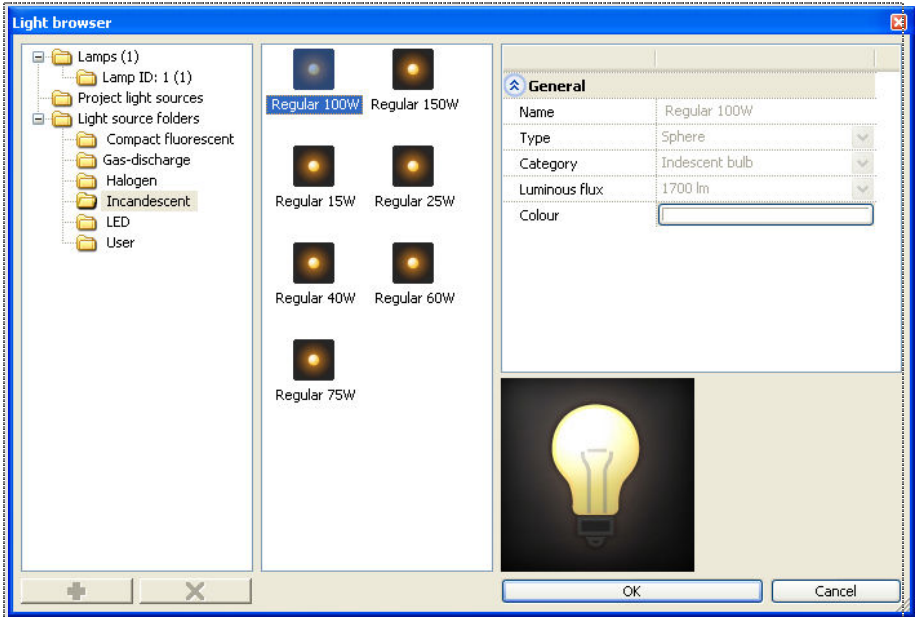 Light browser
Lamps (1)
Lamp ID: 1 (1)
Project light sources
Light source folders
Compact fluorescent
Gas-discharge
Halogen
Incandescent
LED
User
Regular 100W Regular 150W
Regular 15W Regular 25W
Regular 40W Regular 60W
Regular 75W
General
Name Regular 100W
Type Sphere
Category Indescent bulb
Luminous flux 1700 lm
Colour
OK Cancel